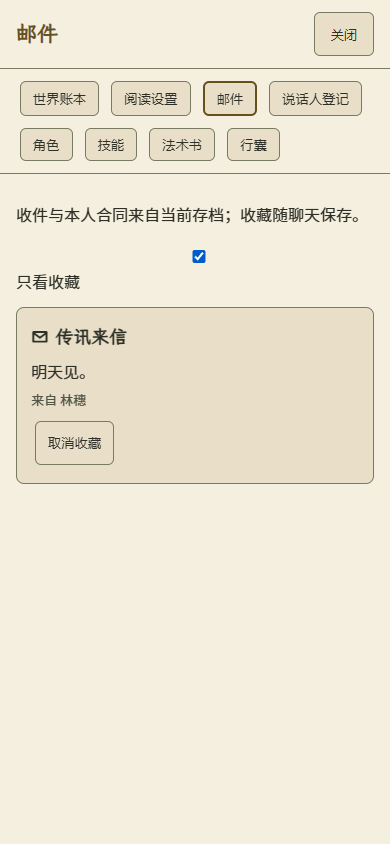 邮件
关闭
世界账本 阅读设置 邮件 说话人登记
角色 技能 法术书 行囊
收件与本人合同来自当前存档；收藏随聊天保存。
只看收藏
传讯来信
明天见。
来自 林穗
取消收藏